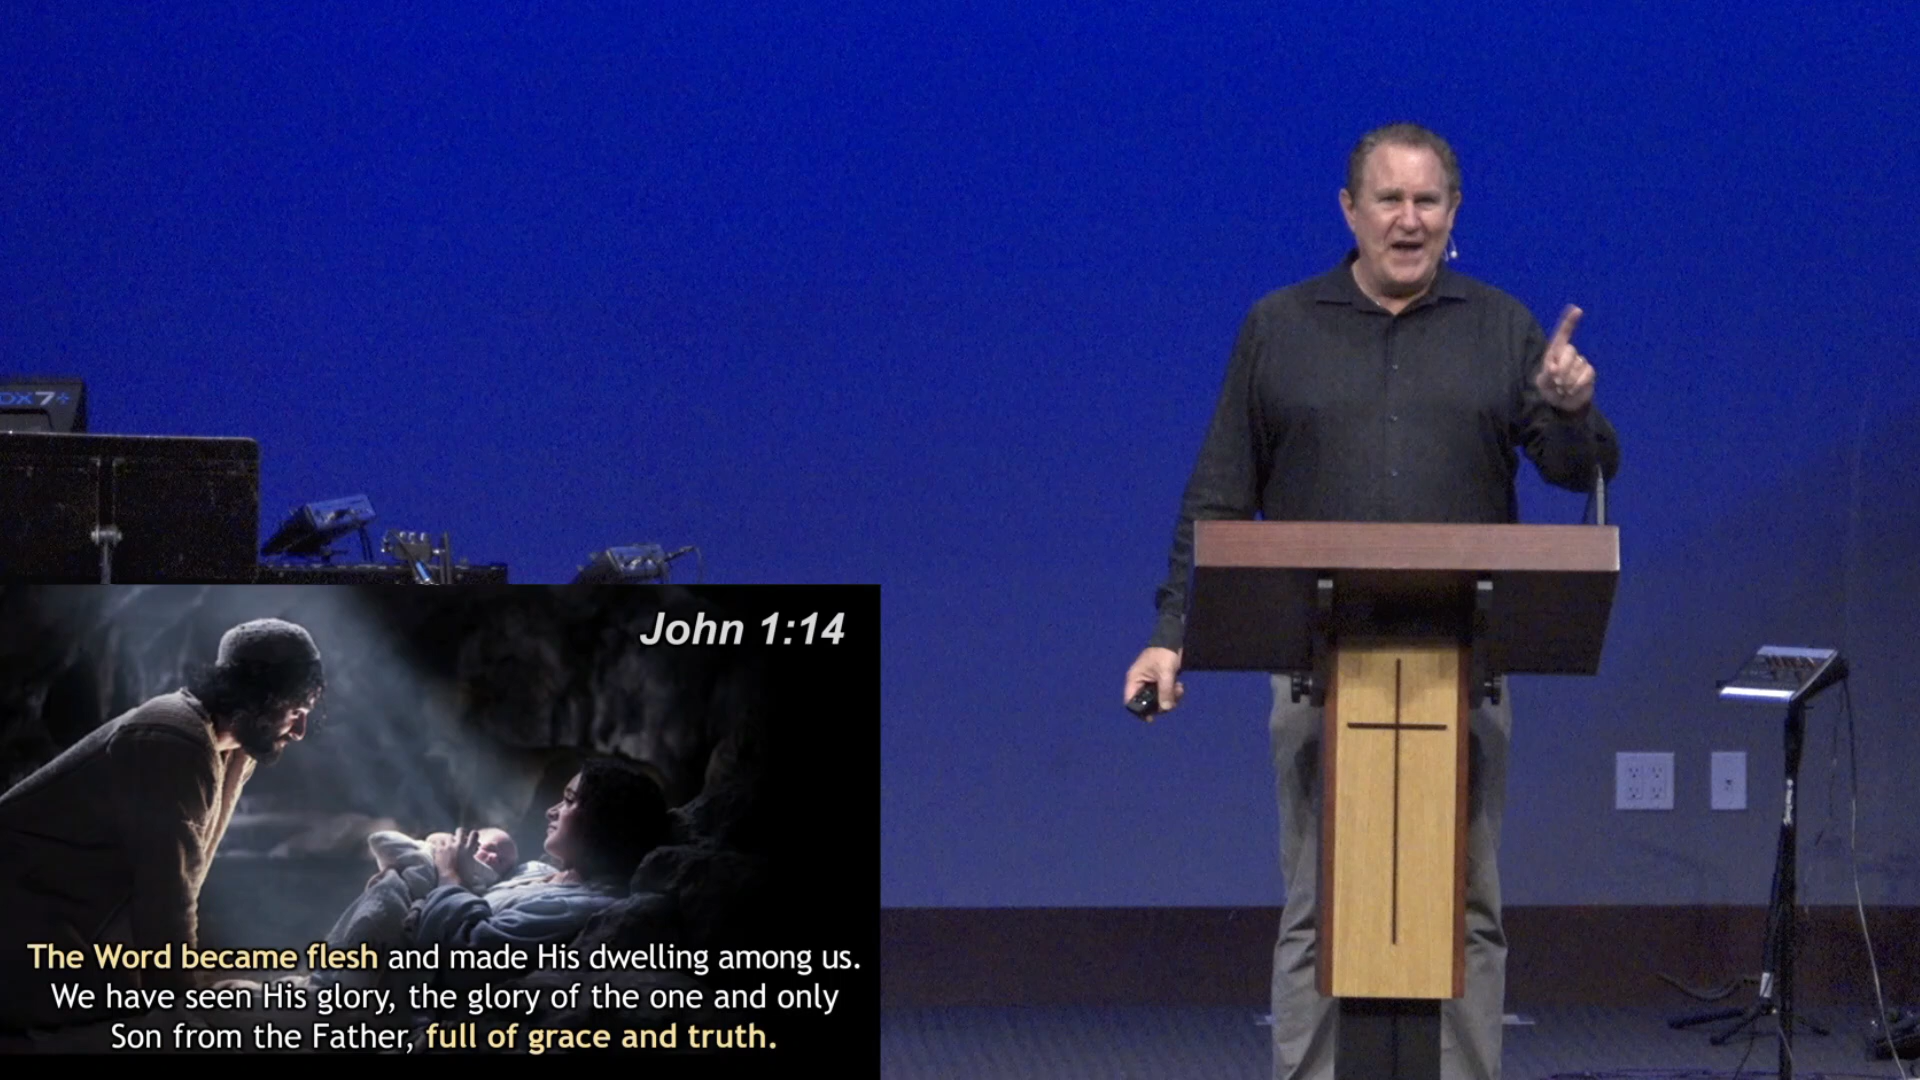 DX7+
John 1:14
The Word became flesh and made His dwelling among us.
We have seen His glory, the glory of the one and only
Son from the Father, full of grace and truth.